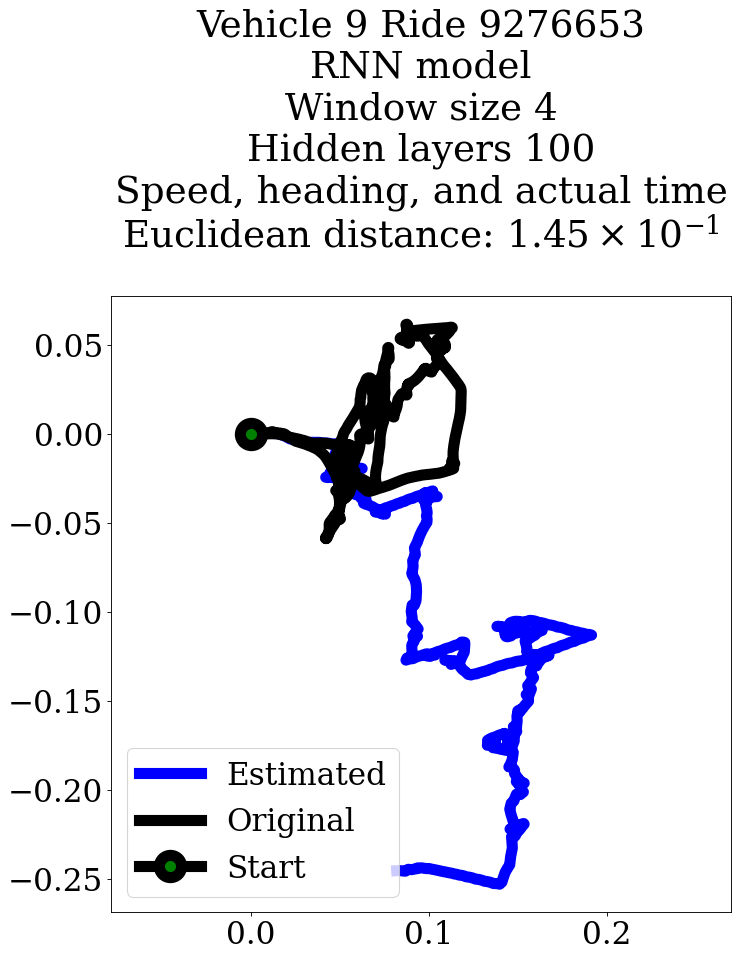 Vehicle 9 Ride 9276653
RNN model
Window size 4
Hidden layers 100
Speed, heading, and actual time
Euclidean distance: 1.45 × 10⁻¹
0.05
0.00
−0.05
−0.10
−0.15
−0.20
−0.25
Estimated
Original
Start
0.0 0.1 0.2